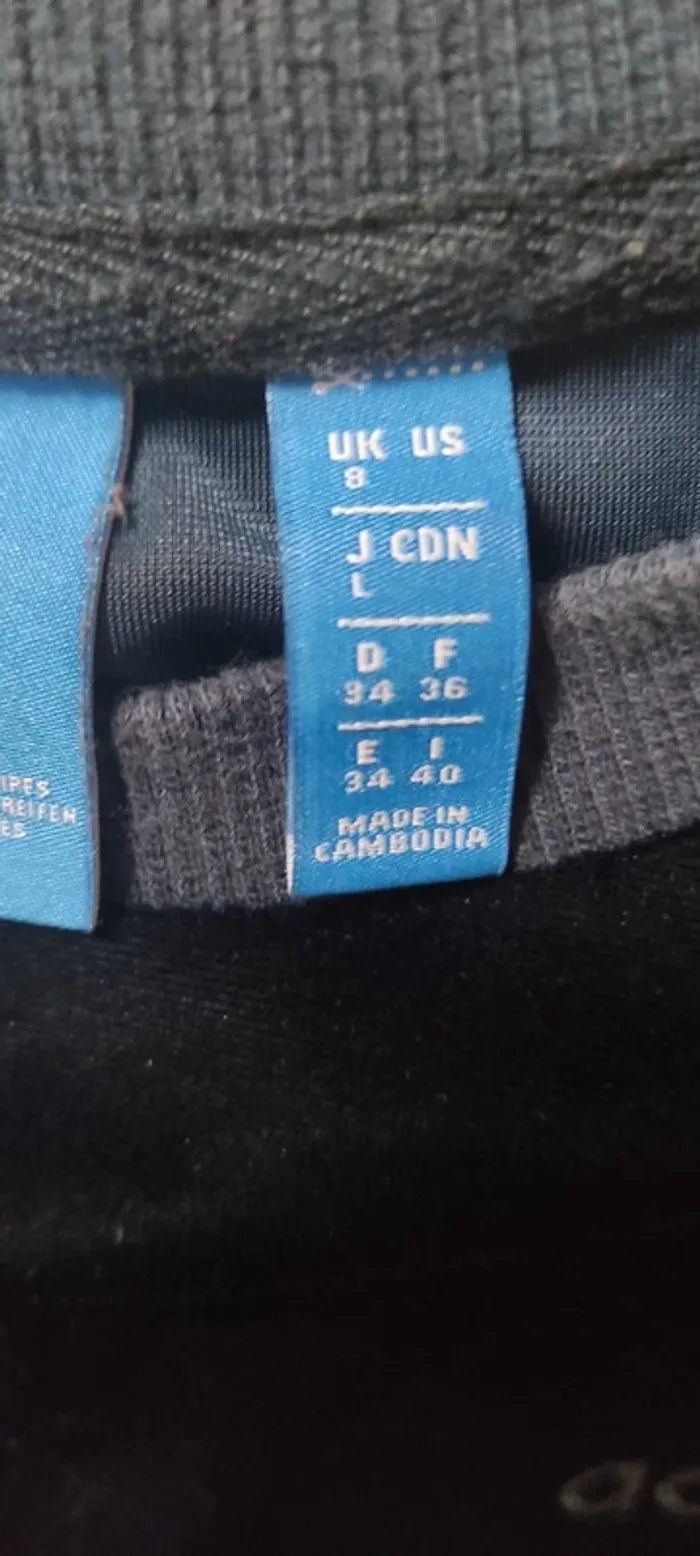 UK US
8
J CDN
L
D F
34 36
E I
34 40
MADE IN
CAMBODIA
IPES
REIFEN
ES